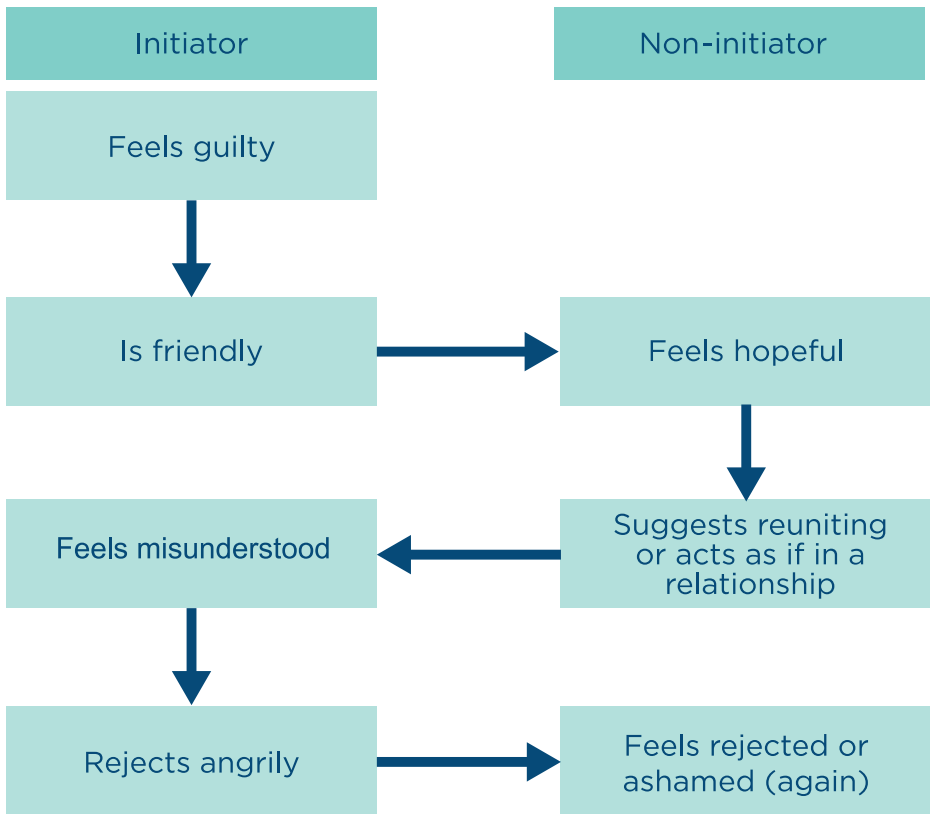 Initiator
Non-initiator
Feels guilty
Is friendly
Feels hopeful
Feels misunderstood
Suggests reuniting
or acts as if in a
relationship
Rejects angrily
Feels rejected or
ashamed (again)